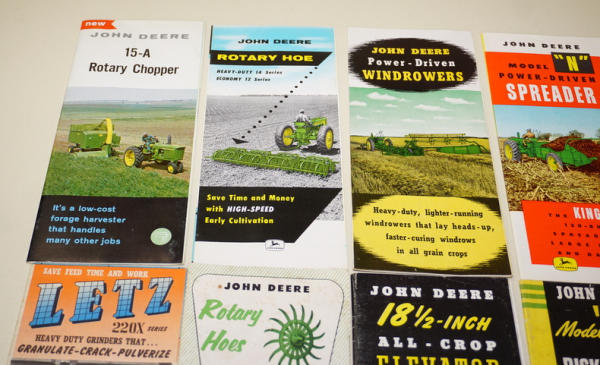 new
JOHN DEERE
15-A
Rotary Chopper
It's a low-cost
forage harvester
that handles
many other jobs
JOHN DEERE
ROTARY HOE
HEAVY-DUTY 14 Series
ECONOMY 12 Series
Save Time and Money
with HIGH-SPEED
Early Cultivation
JOHN DEERE
Power-Driven
WINDROWERS
Heavy-duty, lighter-running
windrowers that lay heads-up,
faster-curing windrows
in all grain crops
JOHN DEERE
MODEL "N"
POWER-DRIVEN
SPREADER
THE KING
SAVE FEED TIME AND WORK
LETZ
220X SERIES
HEAVY DUTY GRINDERS THAT...
GRANULATE-CRACK-PULVERIZE
JOHN DEERE
Rotary
Hoes
JOHN DEERE
18½-INCH
ALL-CROP
ELEVATOR
JOHN
Model